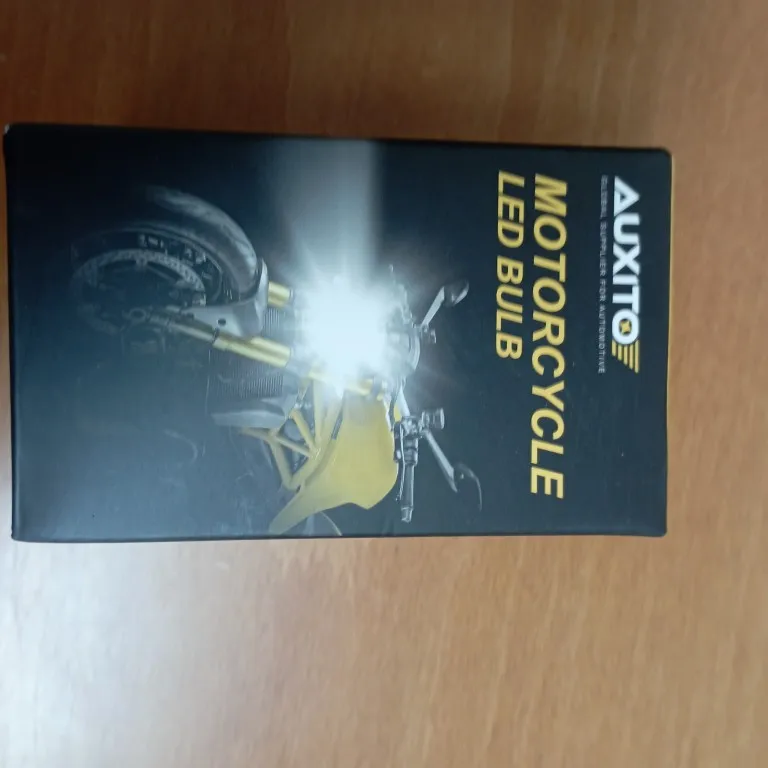 AUXITO
GLOBAL SUPPLIER FOR AUTOMOTIVE
MOTORCYCLE
LED BULB